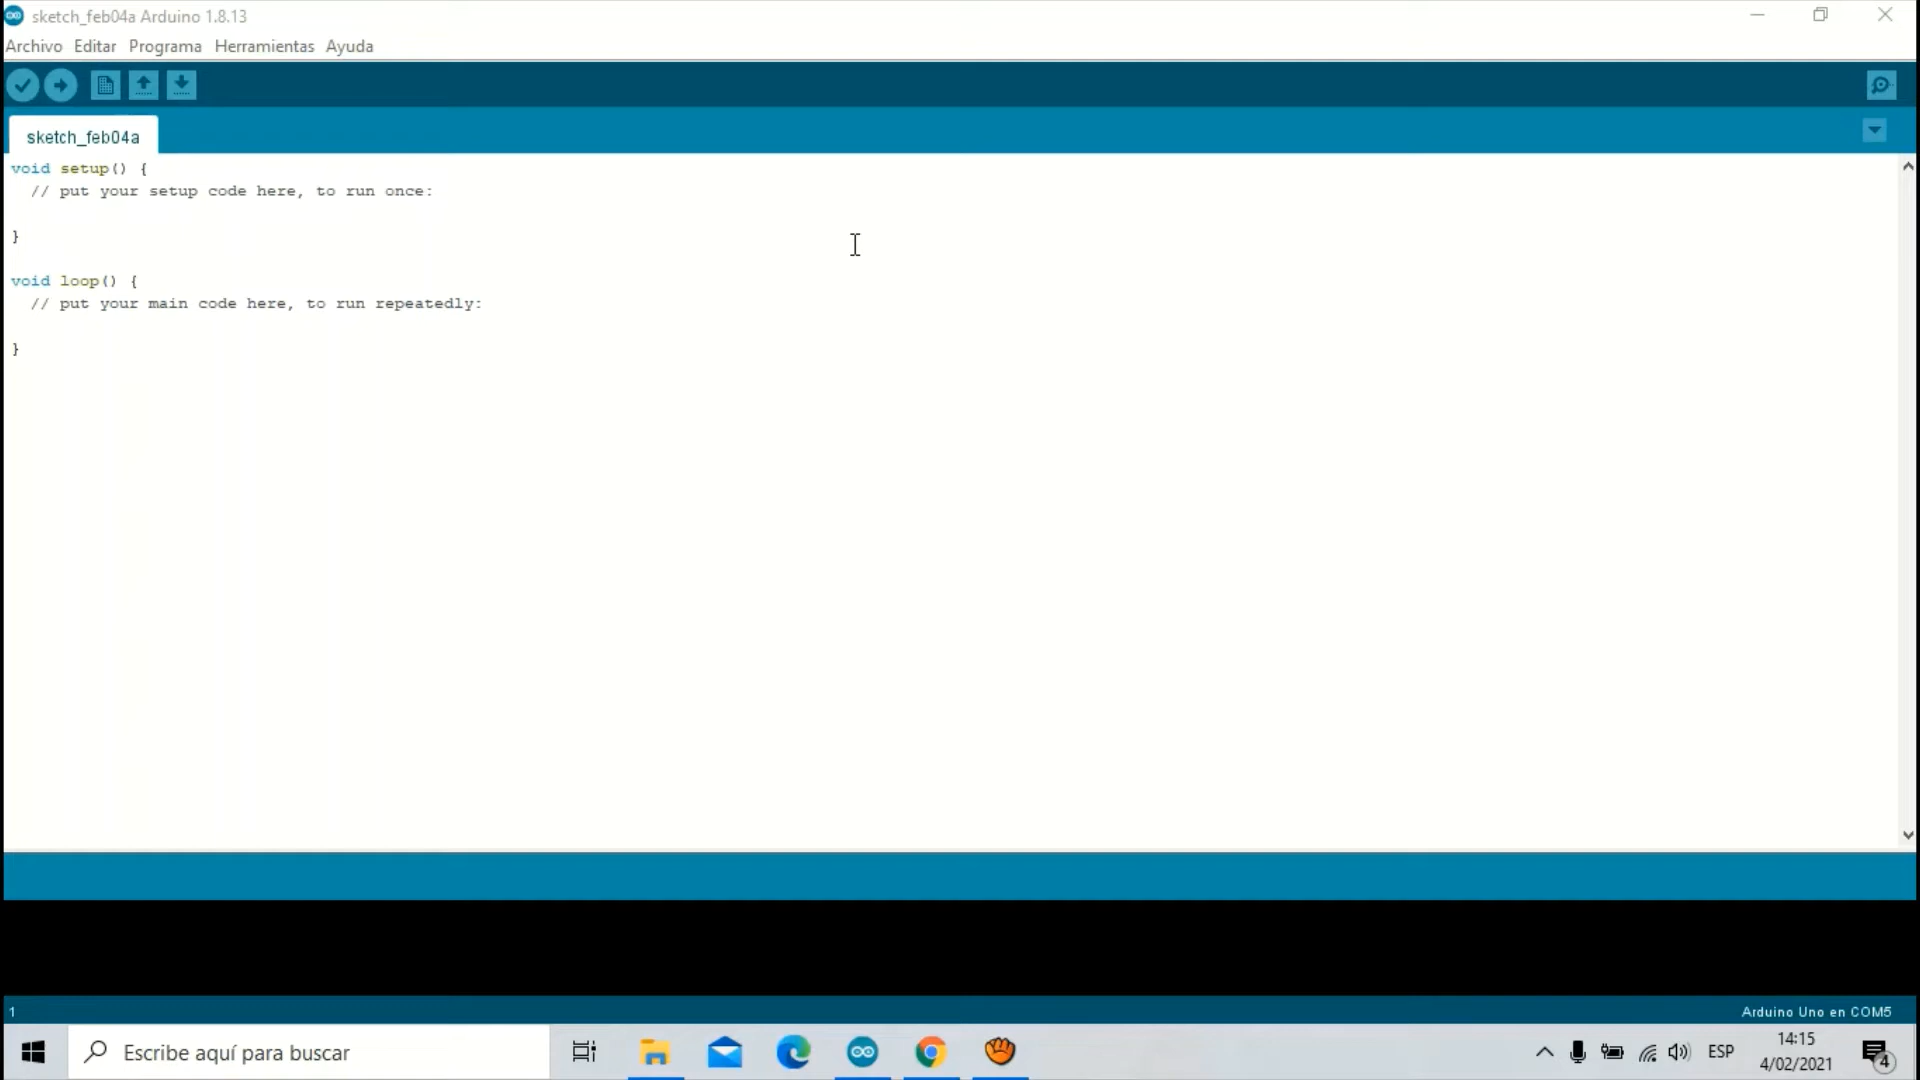 sketch_feb04a Arduino 1.8.13
Archivo Editar Programa Herramientas Ayuda
sketch_feb04a
void setup() {
  // put your setup code here, to run once:
}
void loop() {
  // put your main code here, to run repeatedly:
}
1
Arduino Uno en COM5
Escribe aquí para buscar
ESP
14:15
4/02/2021
4